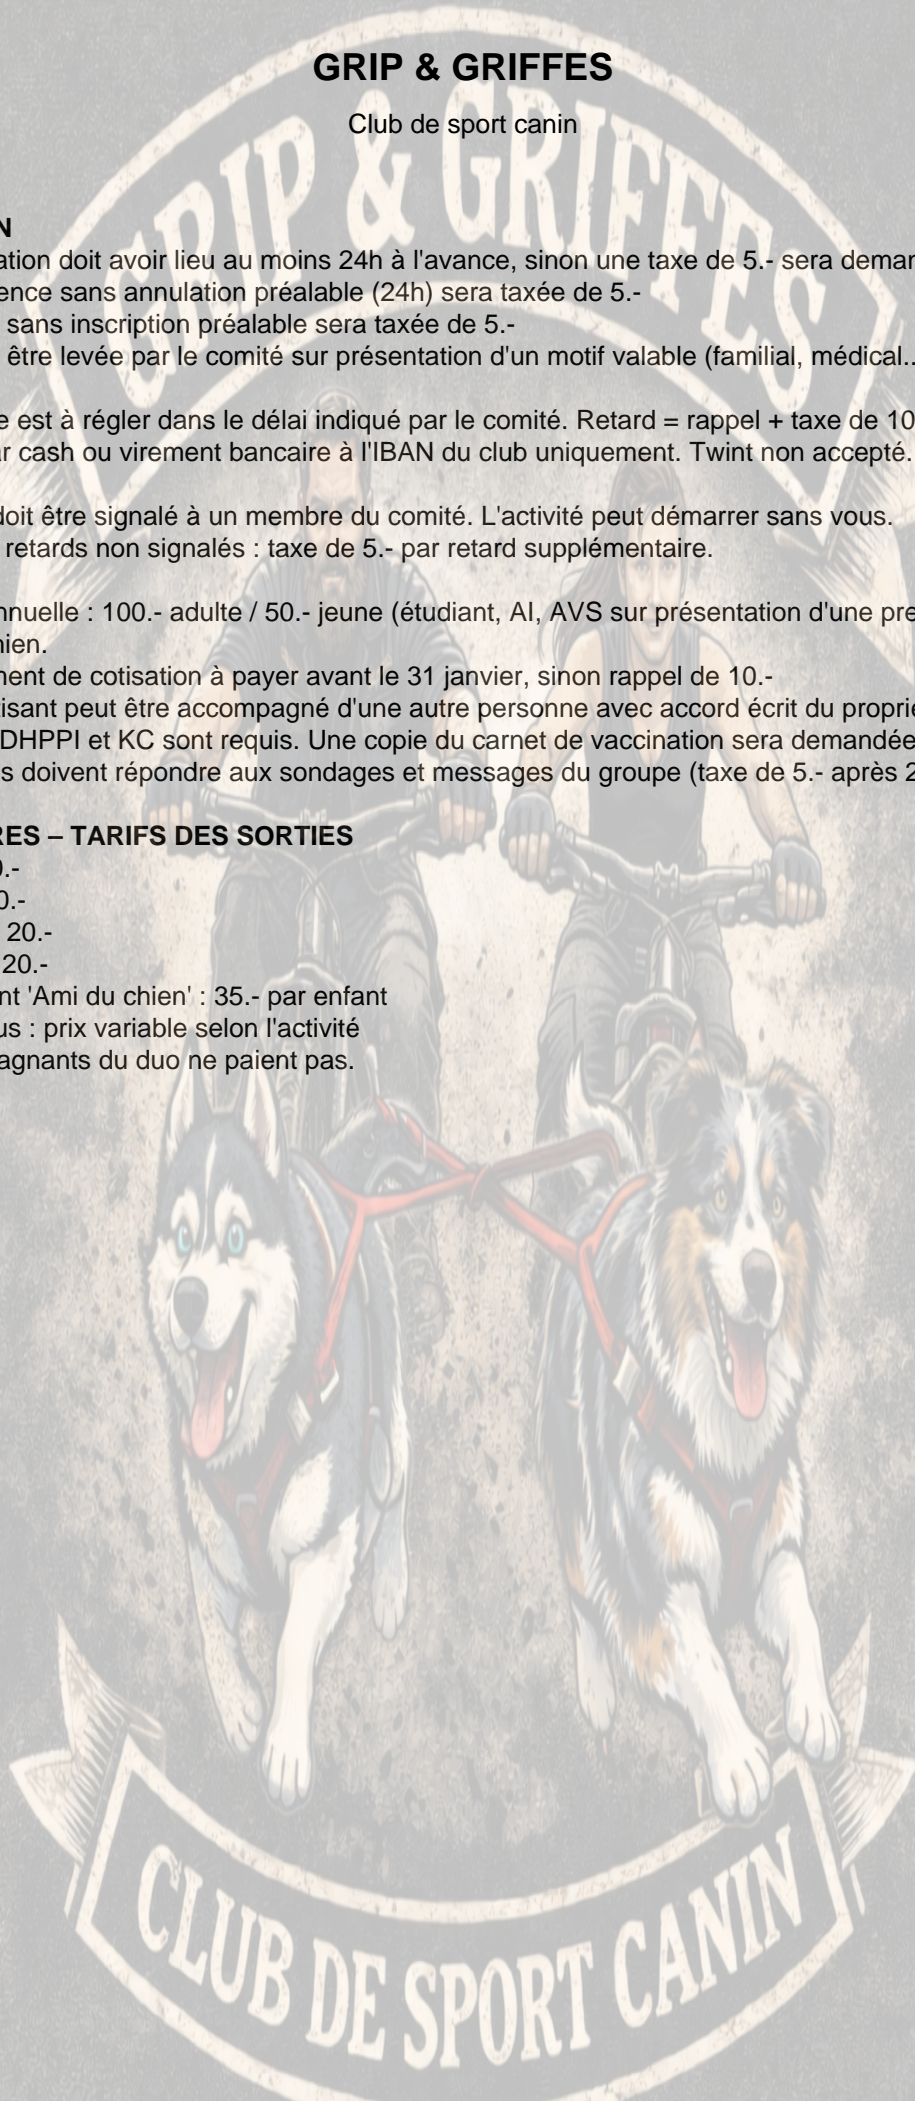 GRIP & GRIFFES
Club de sport canin
GRIP & GRIFFES
N
ation doit avoir lieu au moins 24h à l'avance, sinon une taxe de 5.- sera deman
ence sans annulation préalable (24h) sera taxée de 5.-
sans inscription préalable sera taxée de 5.-
être levée par le comité sur présentation d'un motif valable (familial, médical..
e est à régler dans le délai indiqué par le comité. Retard = rappel + taxe de 10
ar cash ou virement bancaire à l'IBAN du club uniquement. Twint non accepté.
doit être signalé à un membre du comité. L'activité peut démarrer sans vous.
retards non signalés : taxe de 5.- par retard supplémentaire.
nnuelle : 100.- adulte / 50.- jeune (étudiant, AI, AVS sur présentation d'une pre
hien.
ment de cotisation à payer avant le 31 janvier, sinon rappel de 10.-
tisant peut être accompagné d'une autre personne avec accord écrit du proprié
DHPPI et KC sont requis. Une copie du carnet de vaccination sera demandée
s doivent répondre aux sondages et messages du groupe (taxe de 5.- après 2
RES – TARIFS DES SORTIES
0.-
0.-
20.-
20.-
nt 'Ami du chien' : 35.- par enfant
us : prix variable selon l'activité
agnants du duo ne paient pas.
CLUB DE SPORT CANIN